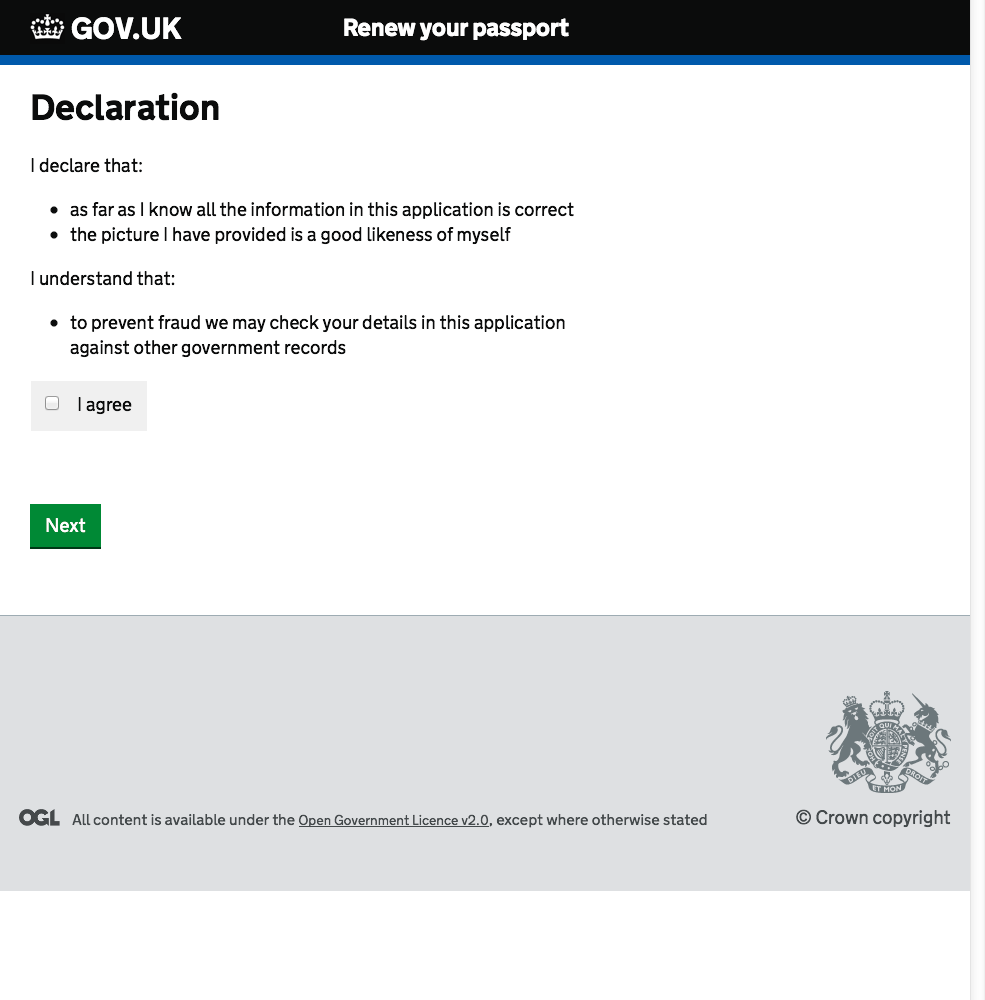 GOV.UK
Renew your passport
Declaration
I declare that:
• as far as I know all the information in this application is correct
• the picture I have provided is a good likeness of myself
I understand that:
• to prevent fraud we may check your details in this application
against other government records
I agree
Next
DIEU ET MON DROIT
OGL All content is available under the Open Government Licence v2.0, except where otherwise stated
© Crown copyright